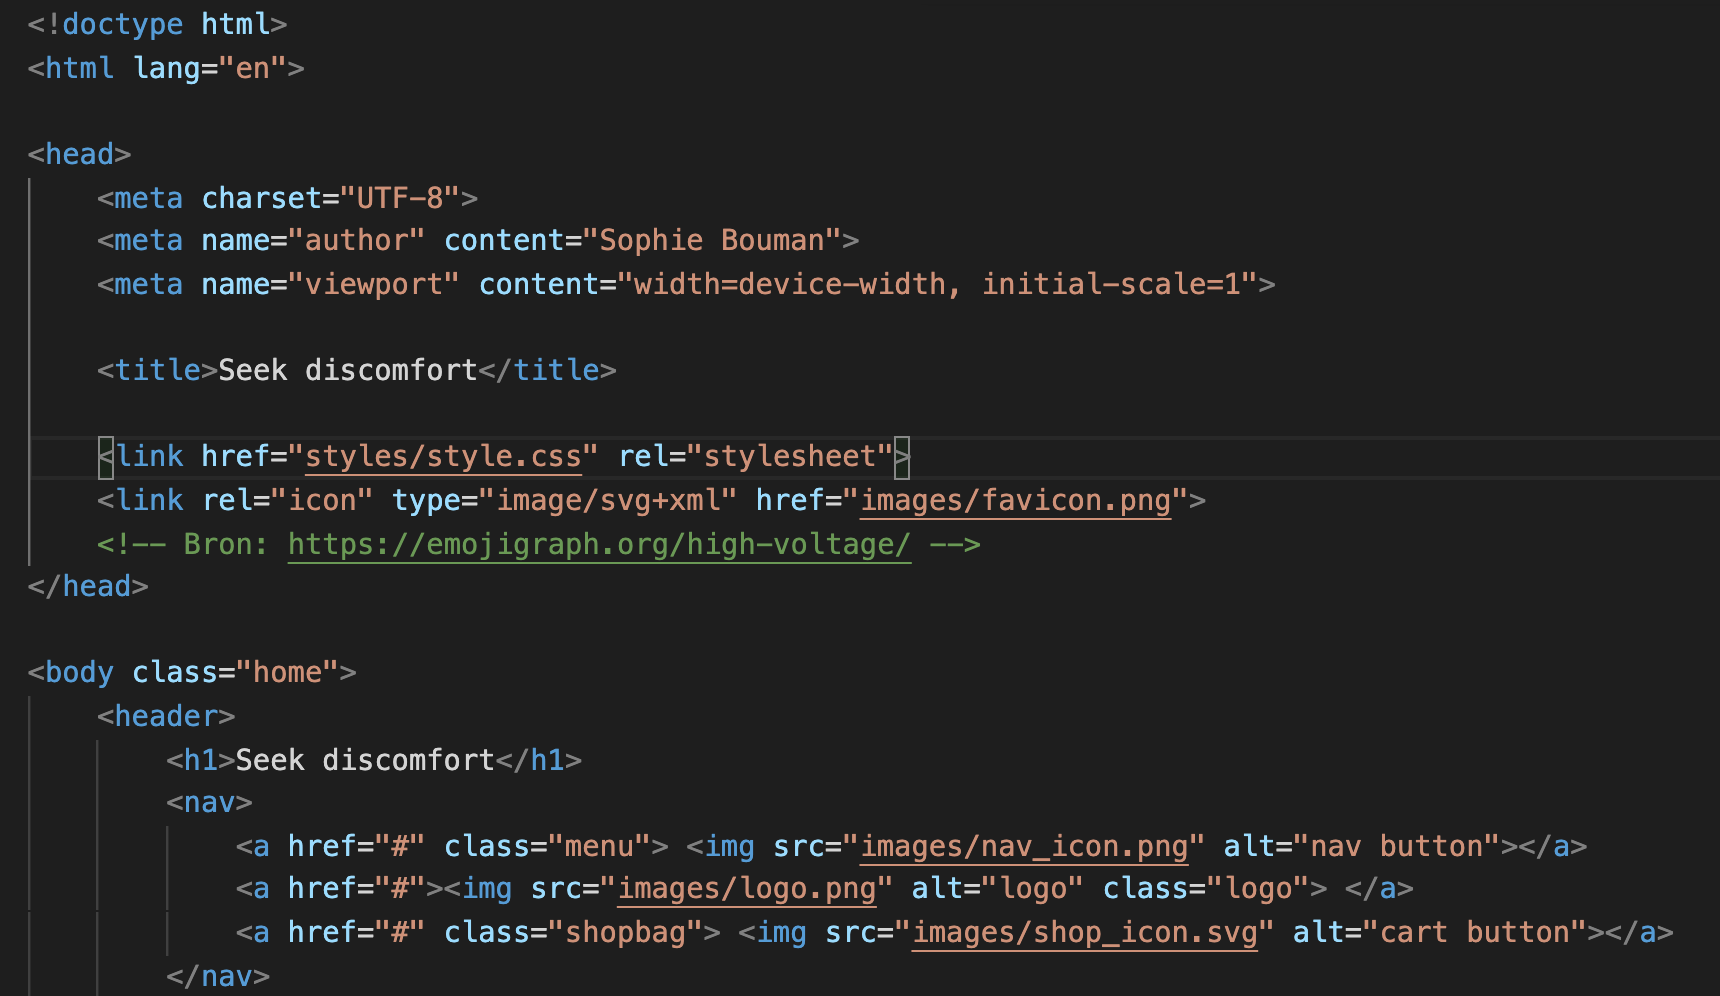 <!doctype html>
<html lang="en">
<head>
<meta charset="UTF-8">
<meta name="author" content="Sophie Bouman">
<meta name="viewport" content="width=device-width, initial-scale=1">
<title>Seek discomfort</title>
<link href="styles/style.css" rel="stylesheet">
<link rel="icon" type="image/svg+xml" href="images/favicon.png">
<!-- Bron: https://emojigraph.org/high-voltage/ -->
</head>
<body class="home">
<header>
<h1>Seek discomfort</h1>
<nav>
<a href="#" class="menu"> <img src="images/nav_icon.png" alt="nav button"></a>
<a href="#"><img src="images/logo.png" alt="logo" class="logo"> </a>
<a href="#" class="shopbag"> <img src="images/shop_icon.svg" alt="cart button"></a>
</nav>